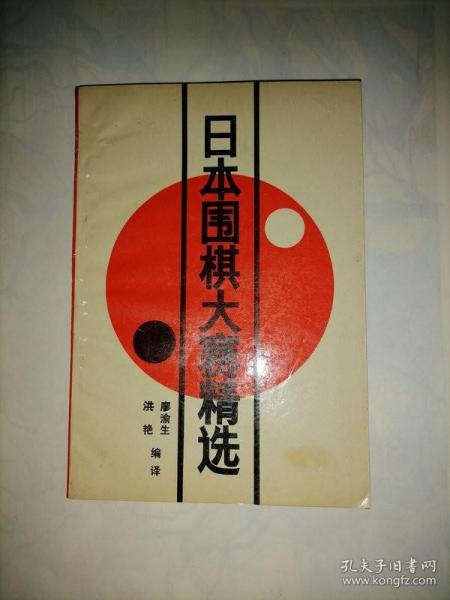 日本围棋大赛精选
廖渝生
洪艳 编译
孔夫子旧书网
www.kongfz.com